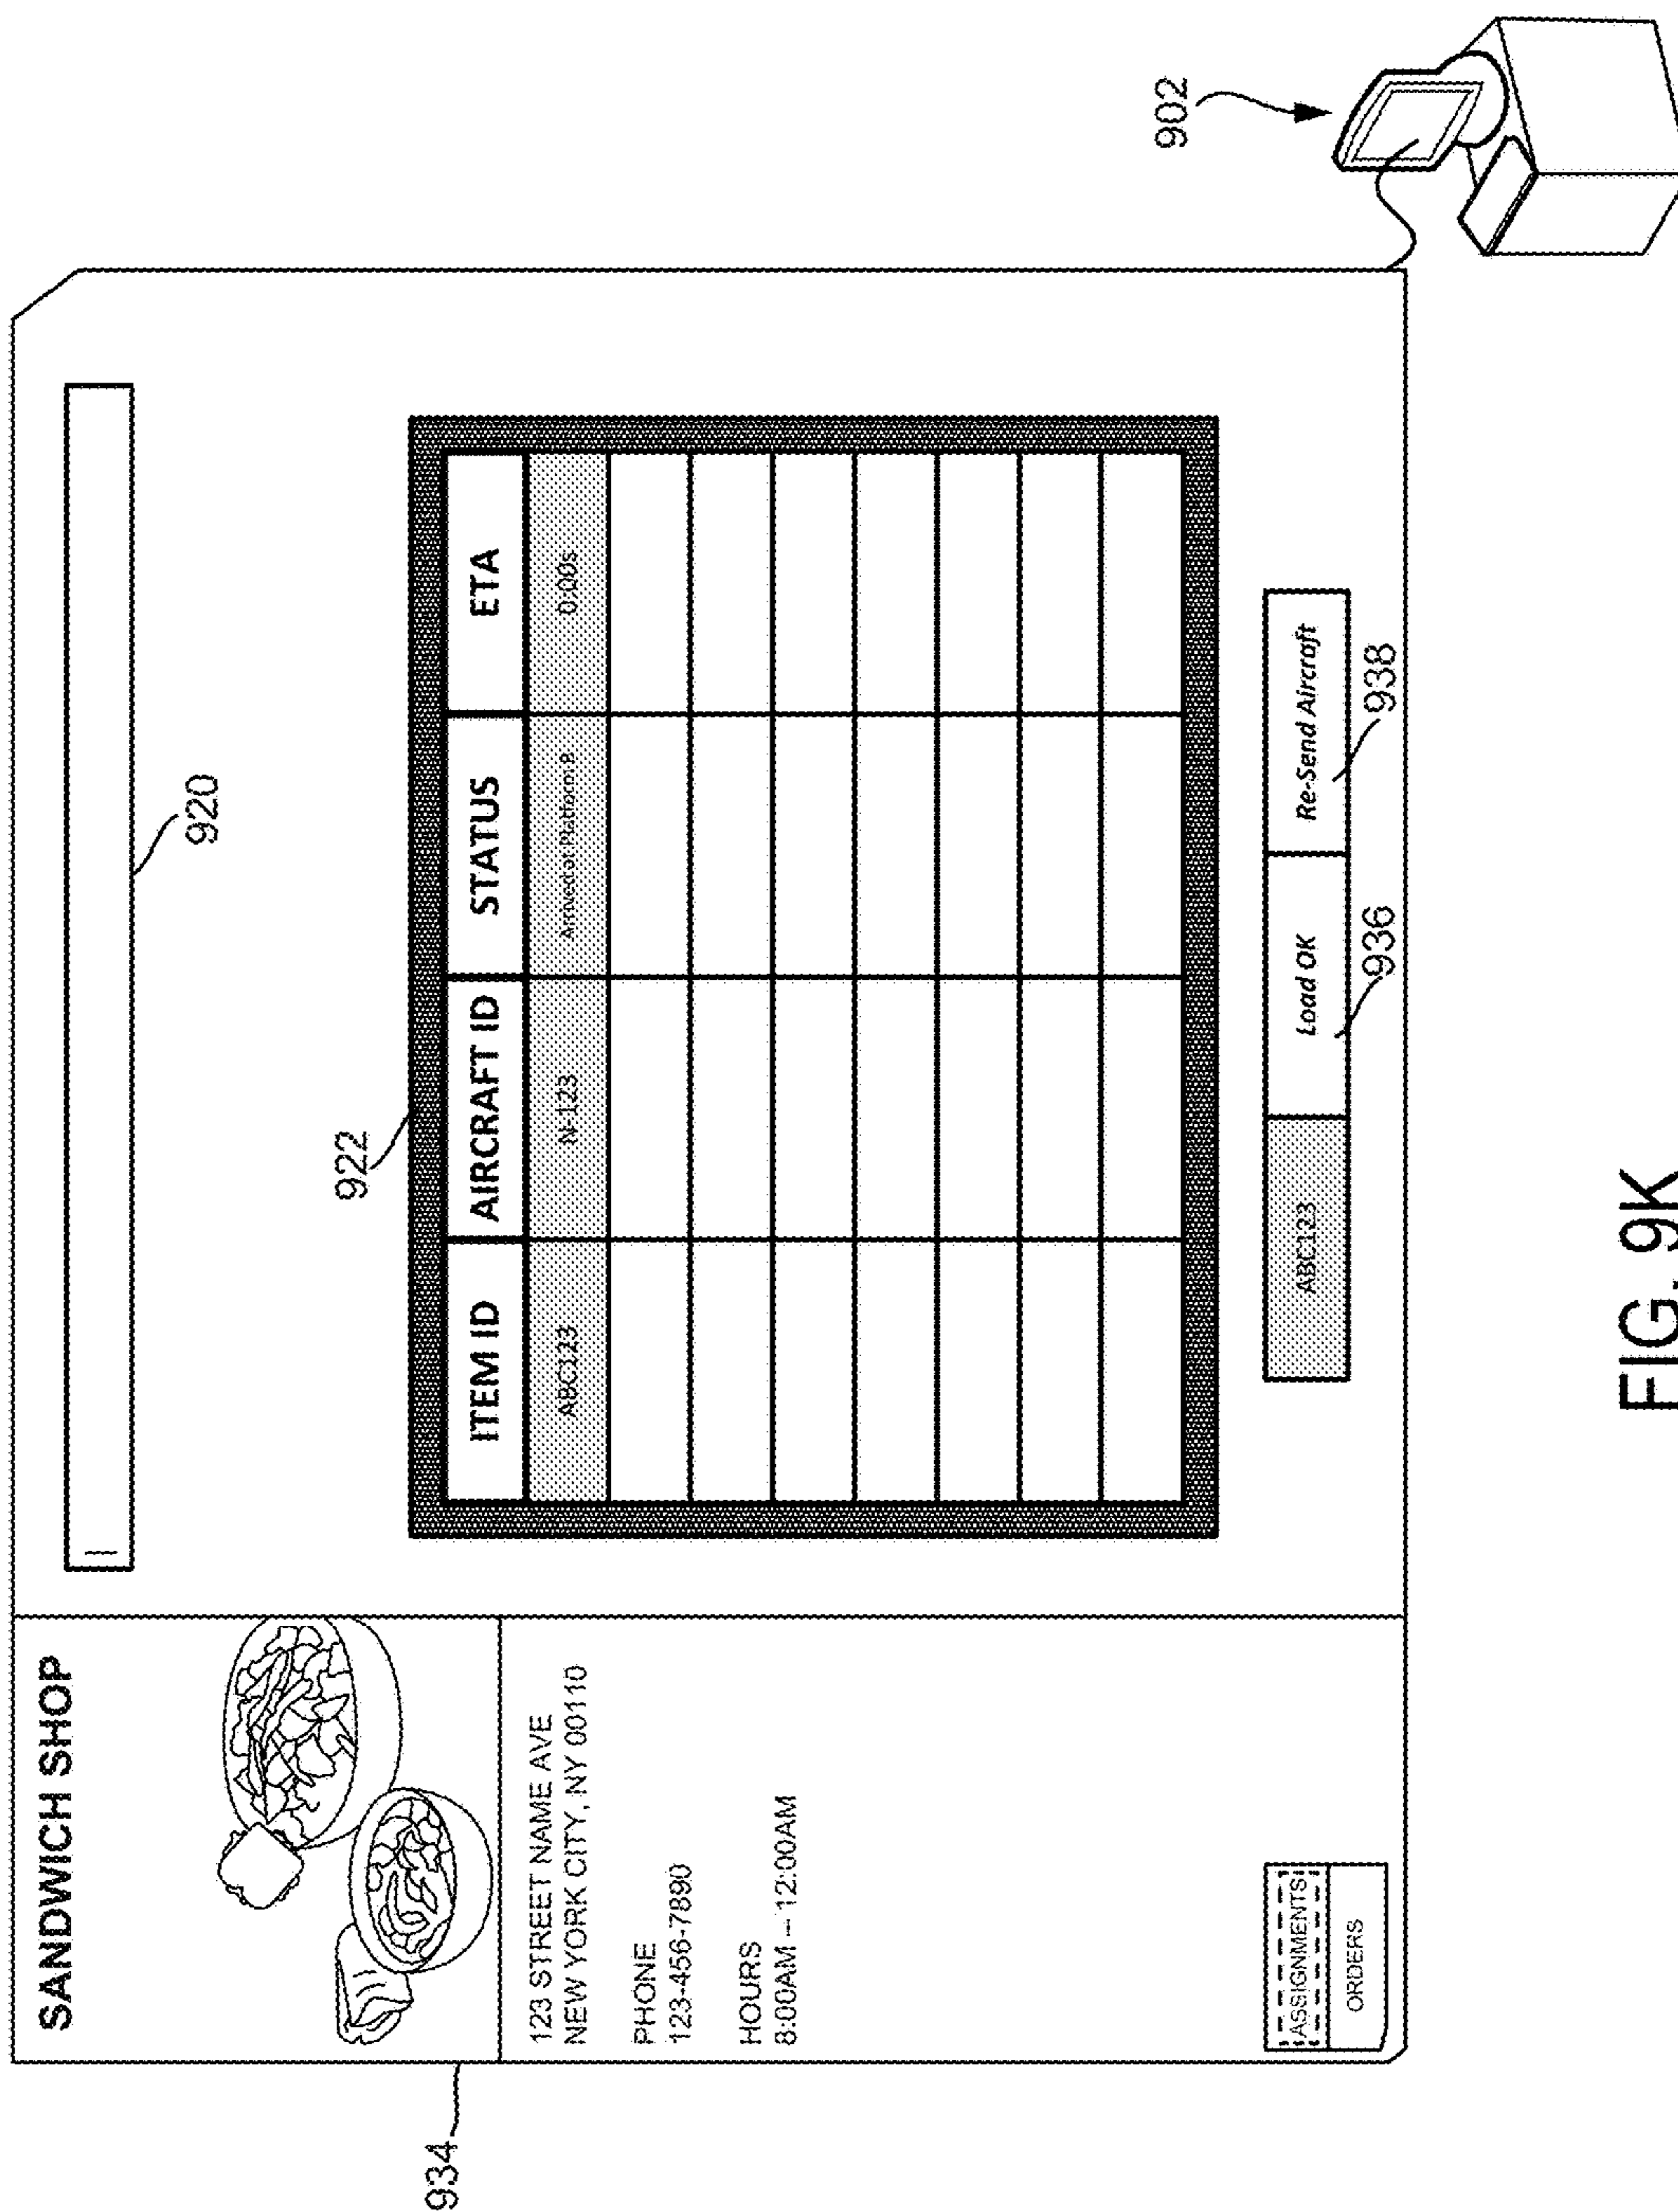 SANDWICH SHOP
934
123 STREET NAME AVE
NEW YORK CITY, NY 00110
PHONE
123-456-7890
HOURS
8:00AM – 12:00AM
ASSIGNMENTS
ORDERS
920
922
ITEM ID AIRCRAFT ID STATUS ETA
ABC123 N-123 Arrived at Platform B 0:00s
ABC123 Load OK Re-Send Aircraft
936 938
902
FIG. 9K